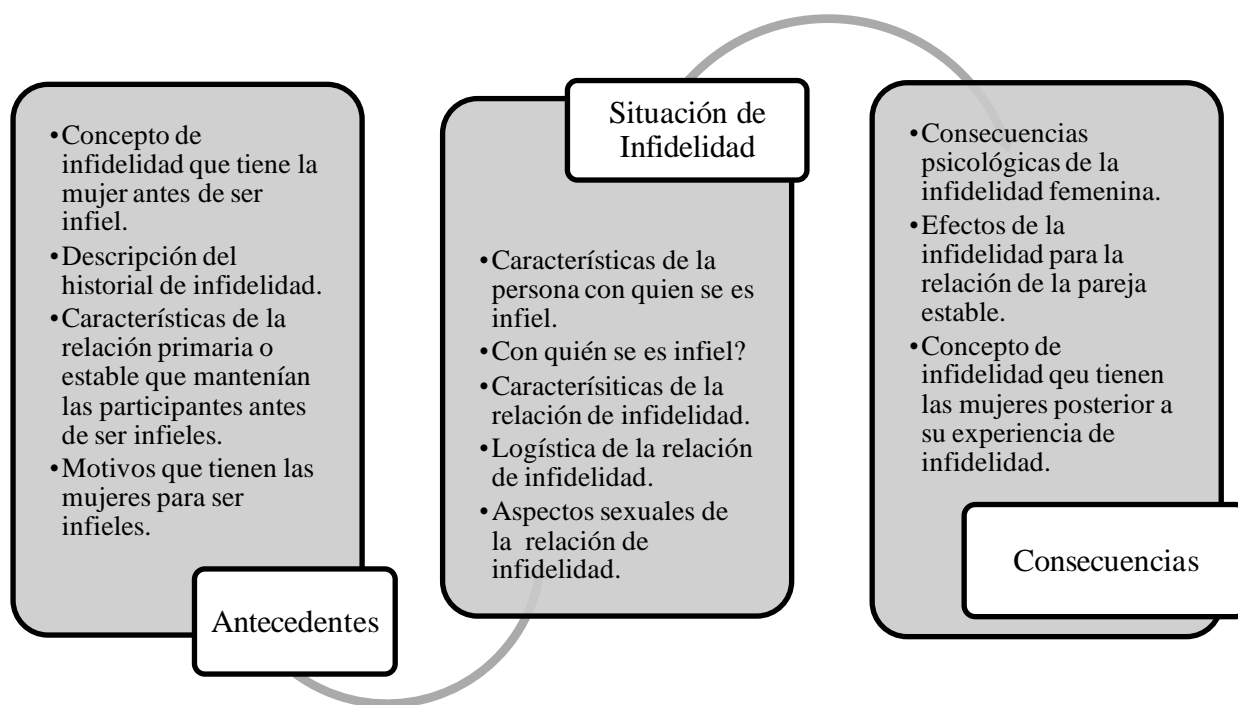 •Concepto de
infidelidad que tiene la
mujer antes de ser
infiel.
•Descripción del
historial de infidelidad.
•Características de la
relación primaria o
estable que mantenían
las participantes antes
de ser infieles.
•Motivos que tienen las
mujeres para ser
infieles.
Antecedentes
Situación de
Infidelidad
•Características de la
persona con quien se es
infiel.
•Con quién se es infiel?
•Caracterísiticas de la
relación de infidelidad.
•Logística de la relación
de infidelidad.
•Aspectos sexuales de
la relación de
infidelidad.
•Consecuencias
psicológicas de la
infidelidad femenina.
•Efectos de la
infidelidad para la
relación de la pareja
estable.
•Concepto de
infidelidad qeu tienen
las mujeres posterior a
su experiencia de
infidelidad.
Consecuencias